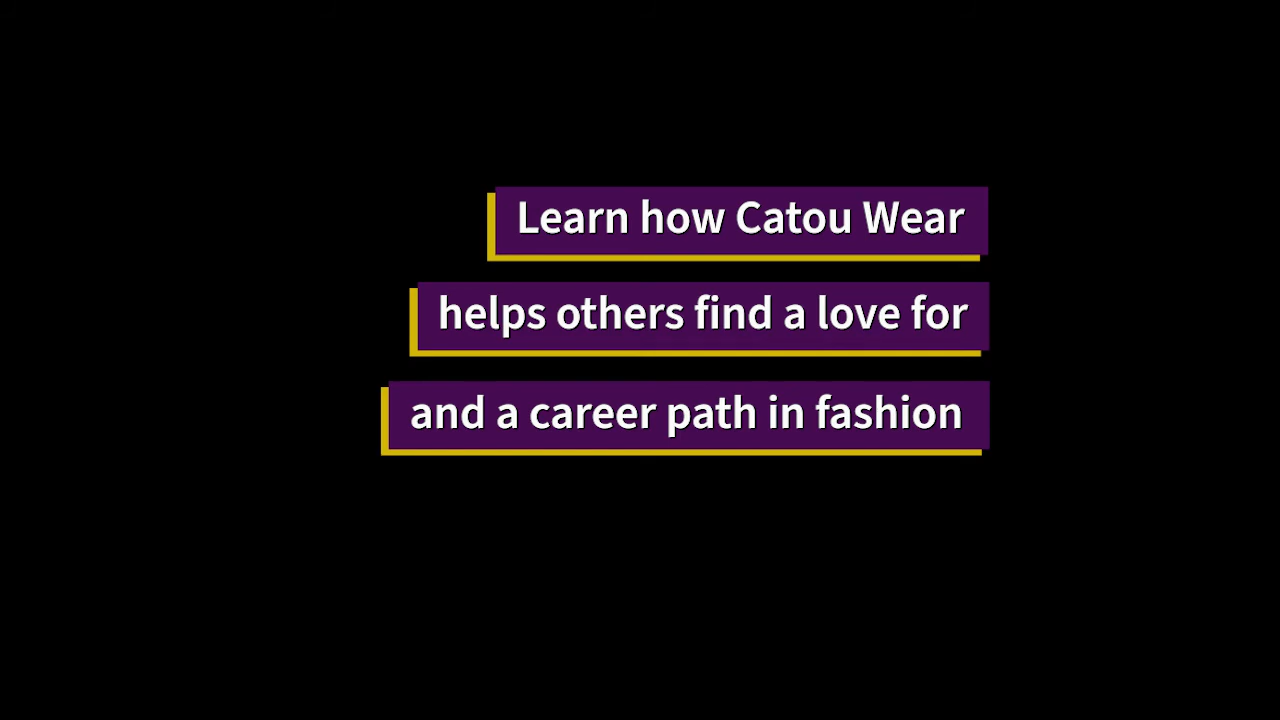 Learn how Catou Wear
helps others find a love for
and a career path in fashion